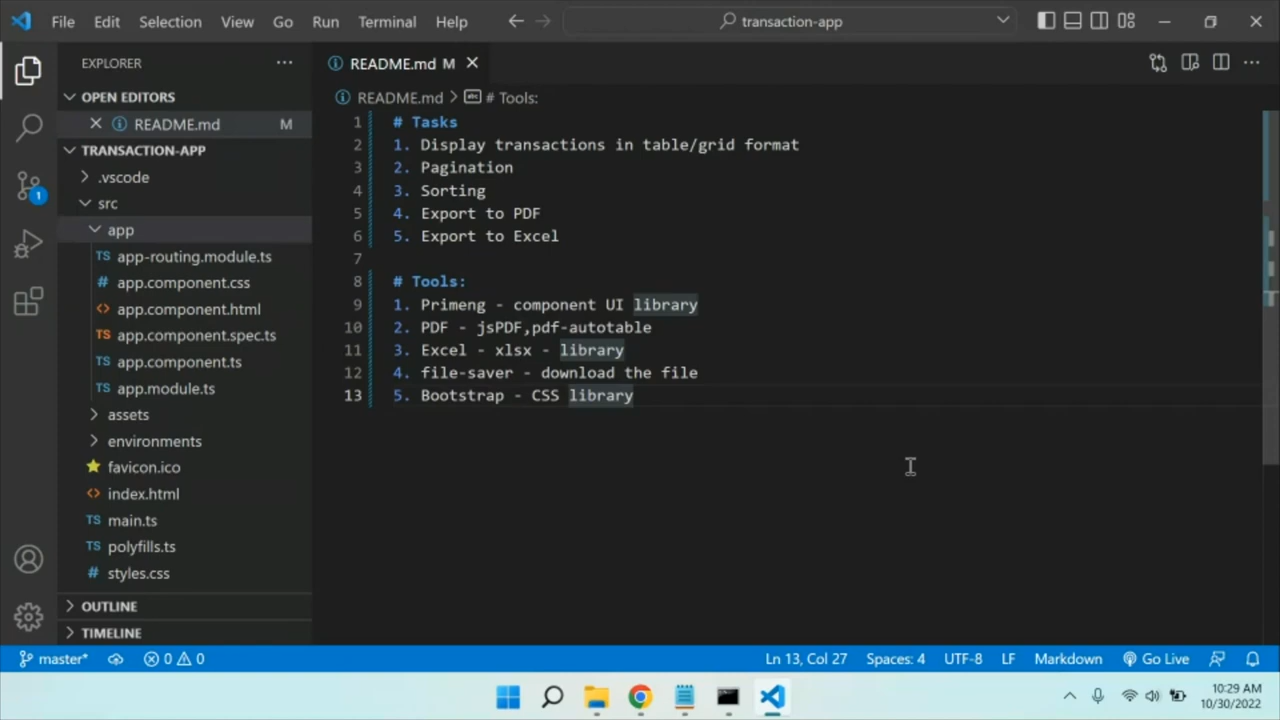 File Edit Selection View Go Run Terminal Help transaction-app
EXPLORER
README.md M
OPEN EDITORS
README.md M
TRANSACTION-APP
.vscode
src
app
TS app-routing.module.ts
# app.component.css
<> app.component.html
TS app.component.spec.ts
TS app.component.ts
TS app.module.ts
assets
environments
favicon.ico
<> index.html
TS main.ts
TS polyfills.ts
# styles.css
OUTLINE
TIMELINE
1
README.md > # Tools:
1 # Tasks
2 1. Display transactions in table/grid format
3 2. Pagination
4 3. Sorting
5 4. Export to PDF
6 5. Export to Excel
7
8 # Tools:
9 1. Primeng - component UI library
10 2. PDF - jsPDF,pdf-autotable
11 3. Excel - xlsx - library
12 4. file-saver - download the file
13 5. Bootstrap - CSS library
master* 0 0 Ln 13, Col 27 Spaces: 4 UTF-8 LF Markdown Go Live
10:29 AM
10/30/2022